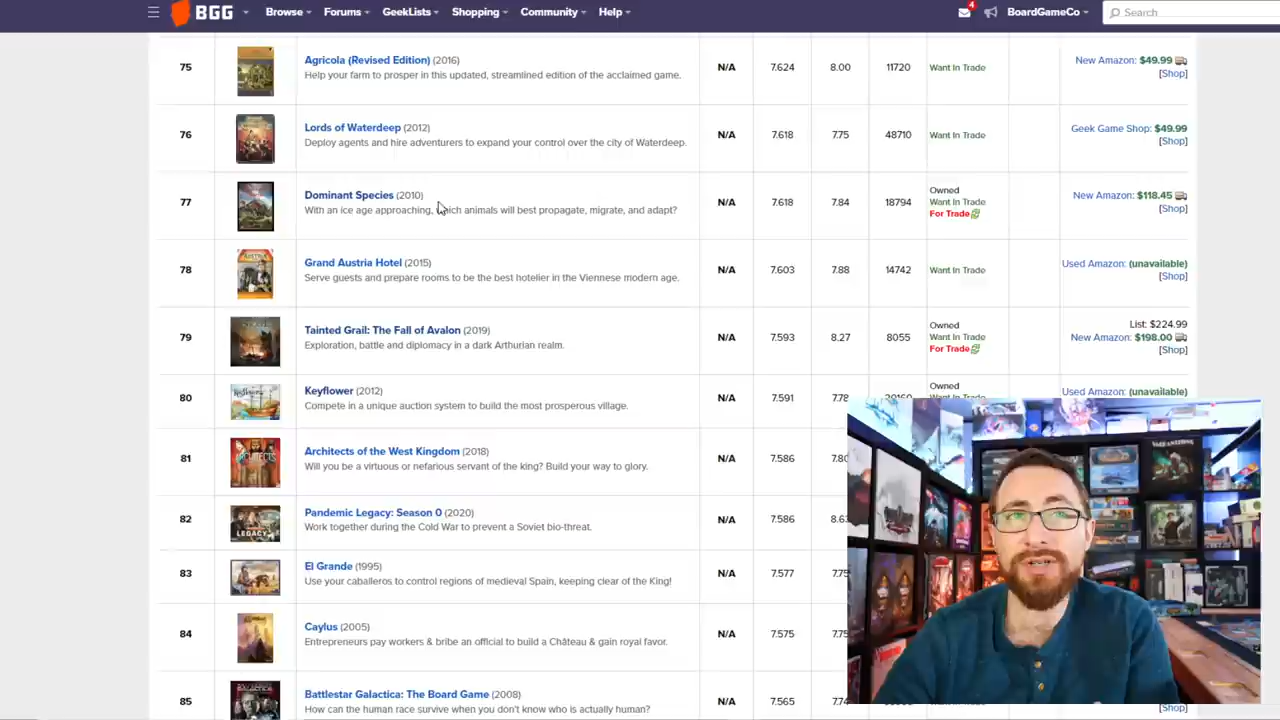 BGG Browse Forums GeekLists Shopping Community Help 4 BoardGameCo Search
75 Agricola (Revised Edition) (2016) N/A 7.624 8.00 11720 Want In Trade New Amazon: $49.99
Help your farm to prosper in this updated, streamlined edition of the acclaimed game. [Shop]
76 Lords of Waterdeep (2012) N/A 7.618 7.75 48710 Want In Trade Geek Game Shop: $49.99
Deploy agents and hire adventurers to expand your control over the city of Waterdeep. [Shop]
77 Dominant Species (2010) N/A 7.618 7.84 18794 Owned New Amazon: $118.45
With an ice age approaching, which animals will best propagate, migrate, and adapt? Want In Trade [Shop]
For Trade
78 Grand Austria Hotel (2015) N/A 7.603 7.88 14742 Want In Trade Used Amazon: (unavailable)
Serve guests and prepare rooms to be the best hotelier in the Viennese modern age. [Shop]
79 Tainted Grail: The Fall of Avalon (2019) N/A 7.593 8.27 8055 Owned List: $224.99
Exploration, battle and diplomacy in a dark Arthurian realm. Want In Trade New Amazon: $198.00
For Trade [Shop]
80 Keyflower (2012) N/A 7.591 7.78 Owned Used Amazon: (unavailable)
Compete in a unique auction system to build the most prosperous village.
81 Architects of the West Kingdom (2018) N/A 7.586 7.80
Will you be a virtuous or nefarious servant of the king? Build your way to glory.
82 Pandemic Legacy: Season 0 (2020) N/A 7.586 8.63
Work together during the Cold War to prevent a Soviet bio-threat.
83 El Grande (1995) N/A 7.577 7.75
Use your caballeros to control regions of medieval Spain, keeping clear of the King!
84 Caylus (2005) N/A 7.575 7.75
Entrepreneurs pay workers & bribe an official to build a Château & gain royal favor.
85 Battlestar Galactica: The Board Game (2008) N/A 7.565 7.74
How can the human race survive when you don't know who is actually human? [Shop]